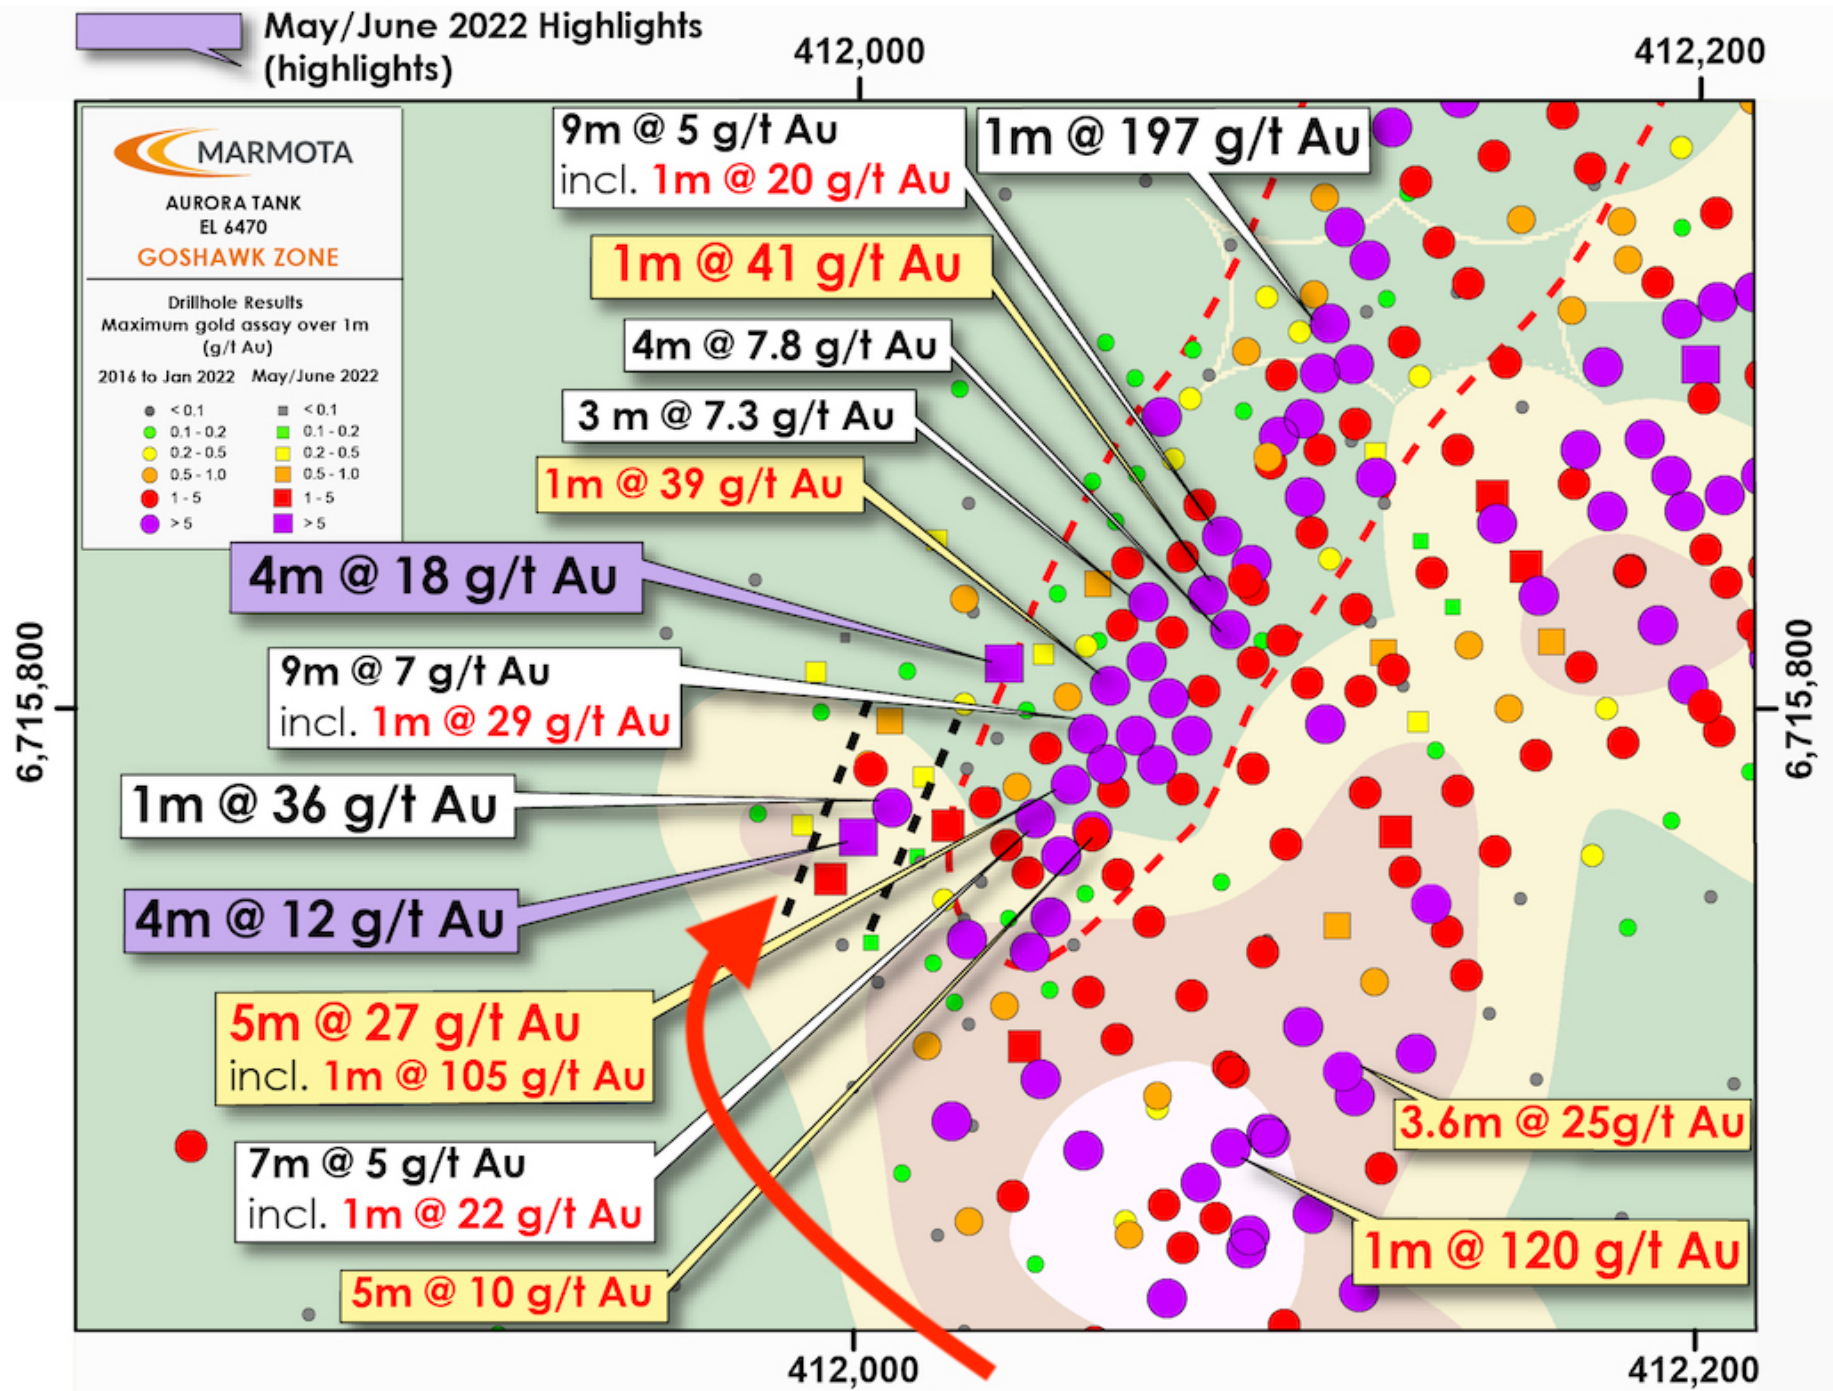 May/June 2022 Highlights
(highlights)
412,000
412,200
MARMOTA
AURORA TANK
EL 6470
GOSHAWK ZONE
Drillhole Results
Maximum gold assay over 1m
(g/t Au)
2016 to Jan 2022 May/June 2022
< 0.1 < 0.1
0.1 - 0.2 0.1 - 0.2
0.2 - 0.5 0.2 - 0.5
0.5 - 1.0 0.5 - 1.0
1 - 5 1 - 5
> 5 > 5
9m @ 5 g/t Au
incl. 1m @ 20 g/t Au
1m @ 197 g/t Au
1m @ 41 g/t Au
4m @ 7.8 g/t Au
3 m @ 7.3 g/t Au
1m @ 39 g/t Au
4m @ 18 g/t Au
9m @ 7 g/t Au
incl. 1m @ 29 g/t Au
6,715,800
6,715,800
1m @ 36 g/t Au
4m @ 12 g/t Au
5m @ 27 g/t Au
incl. 1m @ 105 g/t Au
3.6m @ 25g/t Au
7m @ 5 g/t Au
incl. 1m @ 22 g/t Au
1m @ 120 g/t Au
5m @ 10 g/t Au
412,000
412,200